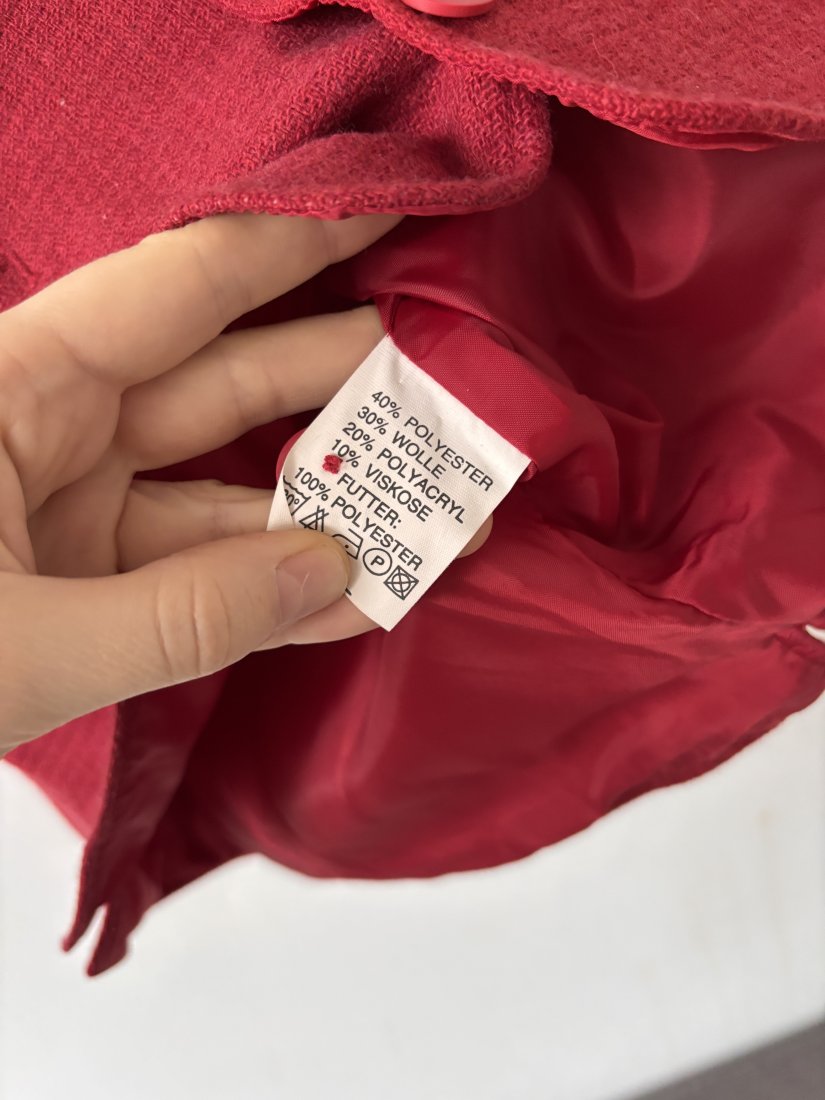 40% POLYESTER
30% WOLLE
20% POLYACRYL
10% VISKOSE
FUTTER:
100% POLYESTER
P